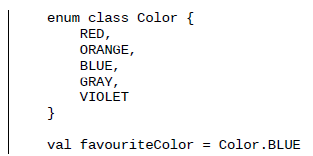 enum class Color {
    RED,
    ORANGE,
    BLUE,
    GRAY,
    VIOLET
}

val favouriteColor = Color.BLUE